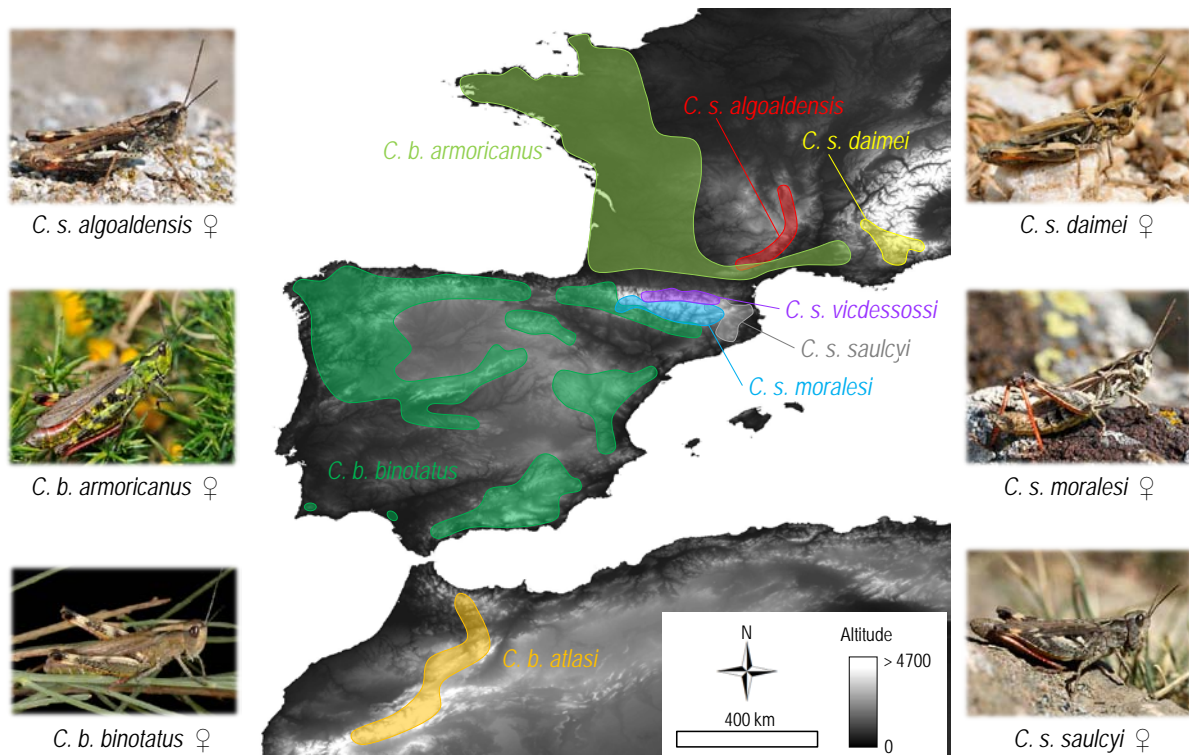 C. s. algoaldensis ♀
C. b. armoricanus ♀
C. b. binotatus ♀
C. b. armoricanus
C. s. algoaldensis
C. s. daimei
C. s. vicdessossi
C. s. saulcyi
C. s. moralesi
C. b. binotatus
C. b. atlasi
N
400 km
Altitude
> 4700
0
C. s. daimei ♀
C. s. moralesi ♀
C. s. saulcyi ♀